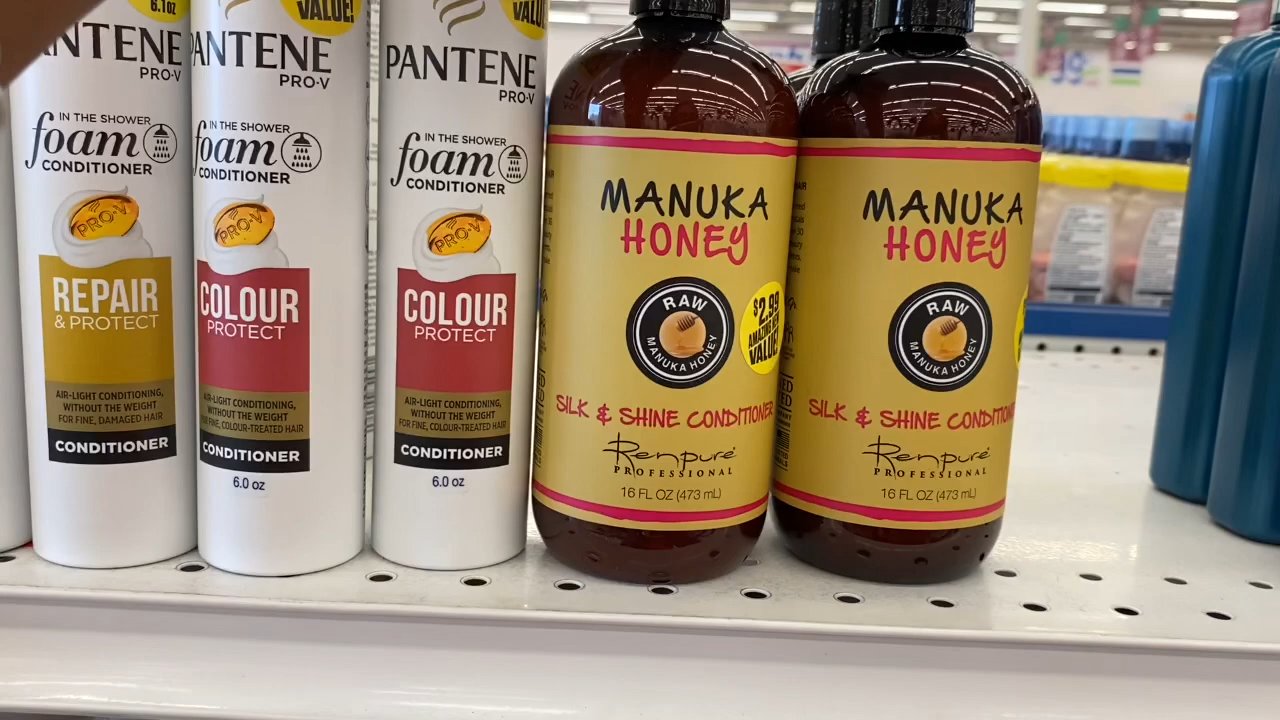 6.1oz
PANTENE
PRO-V
IN THE SHOWER
foam
CONDITIONER
PRO-V
REPAIR
& PROTECT
AIR-LIGHT CONDITIONING,
WITHOUT THE WEIGHT
FOR FINE, DAMAGED HAIR
CONDITIONER
VALUE!
PANTENE
PRO-V
IN THE SHOWER
foam
CONDITIONER
PRO-V
COLOUR
PROTECT
AIR-LIGHT CONDITIONING,
WITHOUT THE WEIGHT
FOR FINE, COLOUR-TREATED HAIR
CONDITIONER
6.0 oz
PANTENE
PRO-V
IN THE SHOWER
foam
CONDITIONER
PRO-V
COLOUR
PROTECT
AIR-LIGHT CONDITIONING,
WITHOUT THE WEIGHT
FOR FINE, COLOUR-TREATED HAIR
CONDITIONER
6.0 oz
MANUKA
HONEY
RAW
MANUKA HONEY
$2.99
VALUE!
SILK & SHINE CONDITIONER
Renpure
PROFESSIONAL
16 FL OZ (473 mL)
MANUKA
HONEY
RAW
MANUKA HONEY
SILK & SHINE CONDITIONER
Renpure
PROFESSIONAL
16 FL OZ (473 mL)